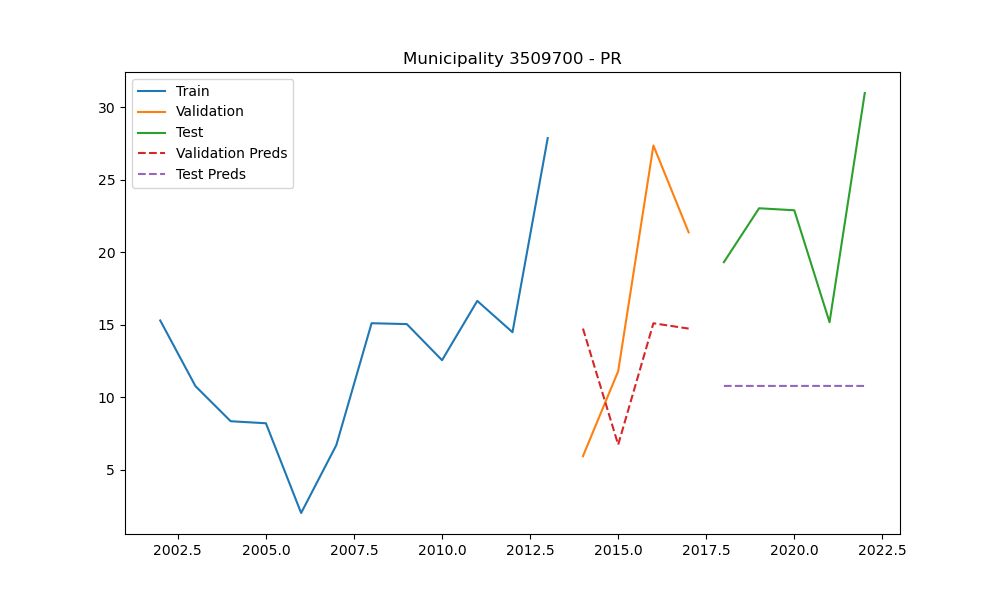 Municipality 3509700 - PR
Train
Validation
Test
Validation Preds
Test Preds
30
25
20
15
10
5
2002.5 2005.0 2007.5 2010.0 2012.5 2015.0 2017.5 2020.0 2022.5